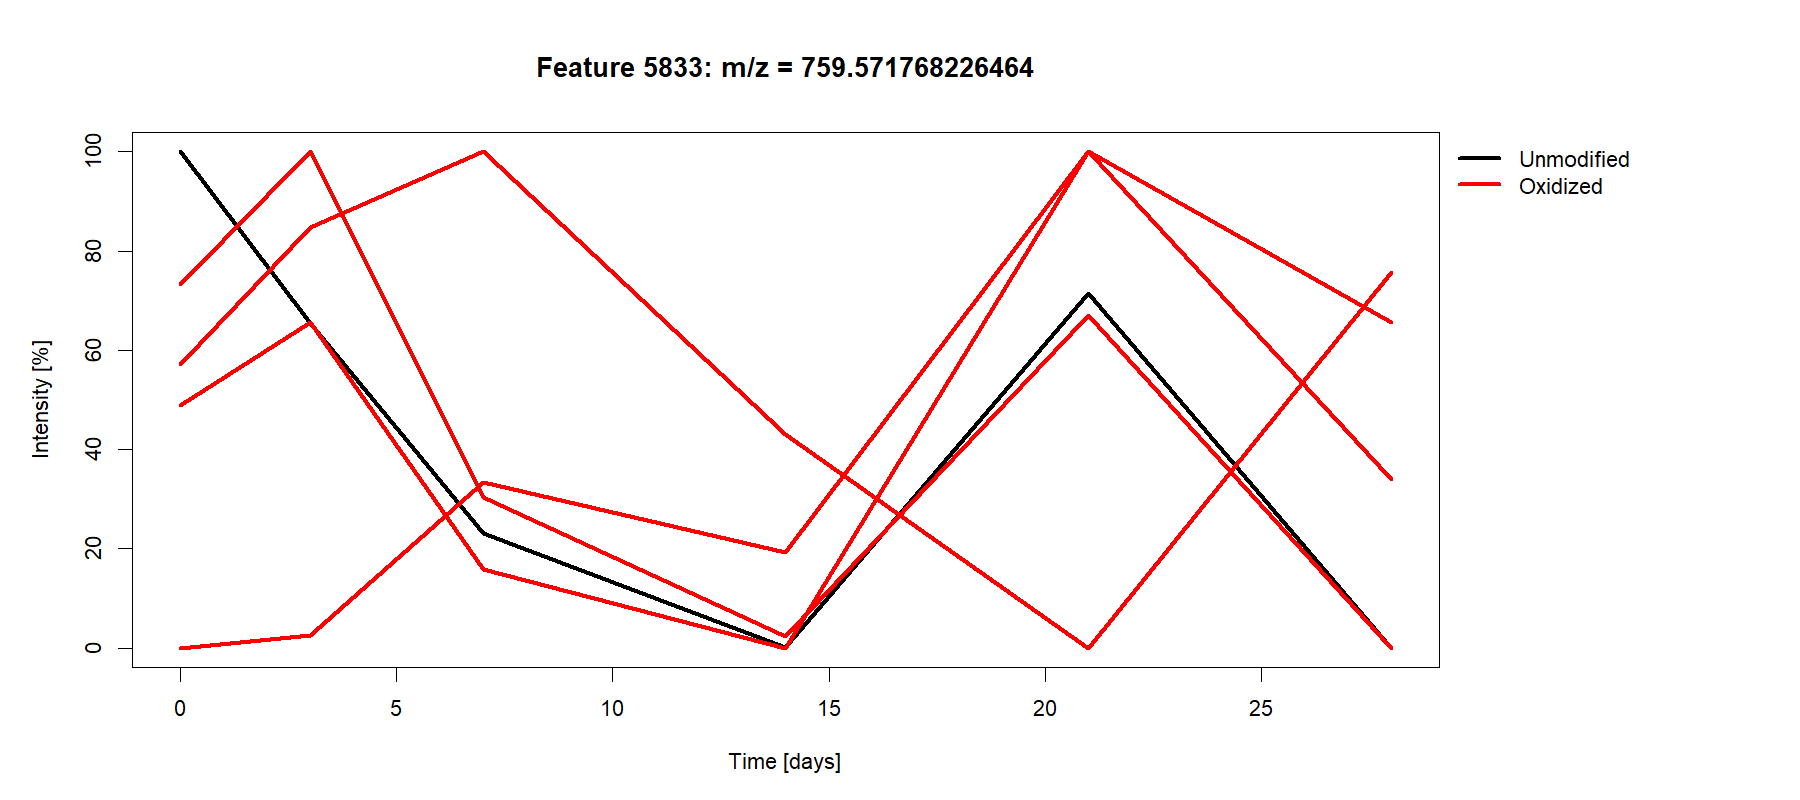 Feature 5833: m/z = 759.571768226464
Unmodified
Oxidized
Intensity [%]
100
80
60
40
20
0
0 5 10 15 20 25
Time [days]